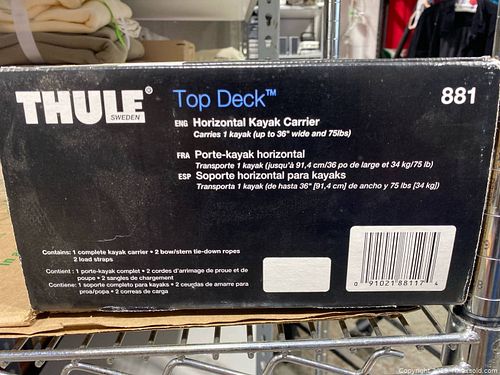 THULE®
SWEDEN
Top Deck™
881
ENG Horizontal Kayak Carrier
Carries 1 kayak (up to 36" wide and 75lbs)
FRA Porte-kayak horizontal
Transporte 1 kayak (jusqu'à 91,4 cm/36 po de large et 34 kg/75 lb)
ESP Soporte horizontal para kayaks
Transporta 1 kayak (de hasta 36" [91,4 cm] de ancho y 75 lbs [34 kg])
Contains: 1 complete kayak carrier • 2 bow/stern tie-down ropes
2 load straps
Contient : 1 porte-kayak complet • 2 cordes d'arrimage de proue et de
poupe • 2 sangles de chargement
Contiene: 1 soporte completo para kayaks • 2 cuerdas de amarre para
proa/popa • 2 correas de carga
0 91021 88117 4